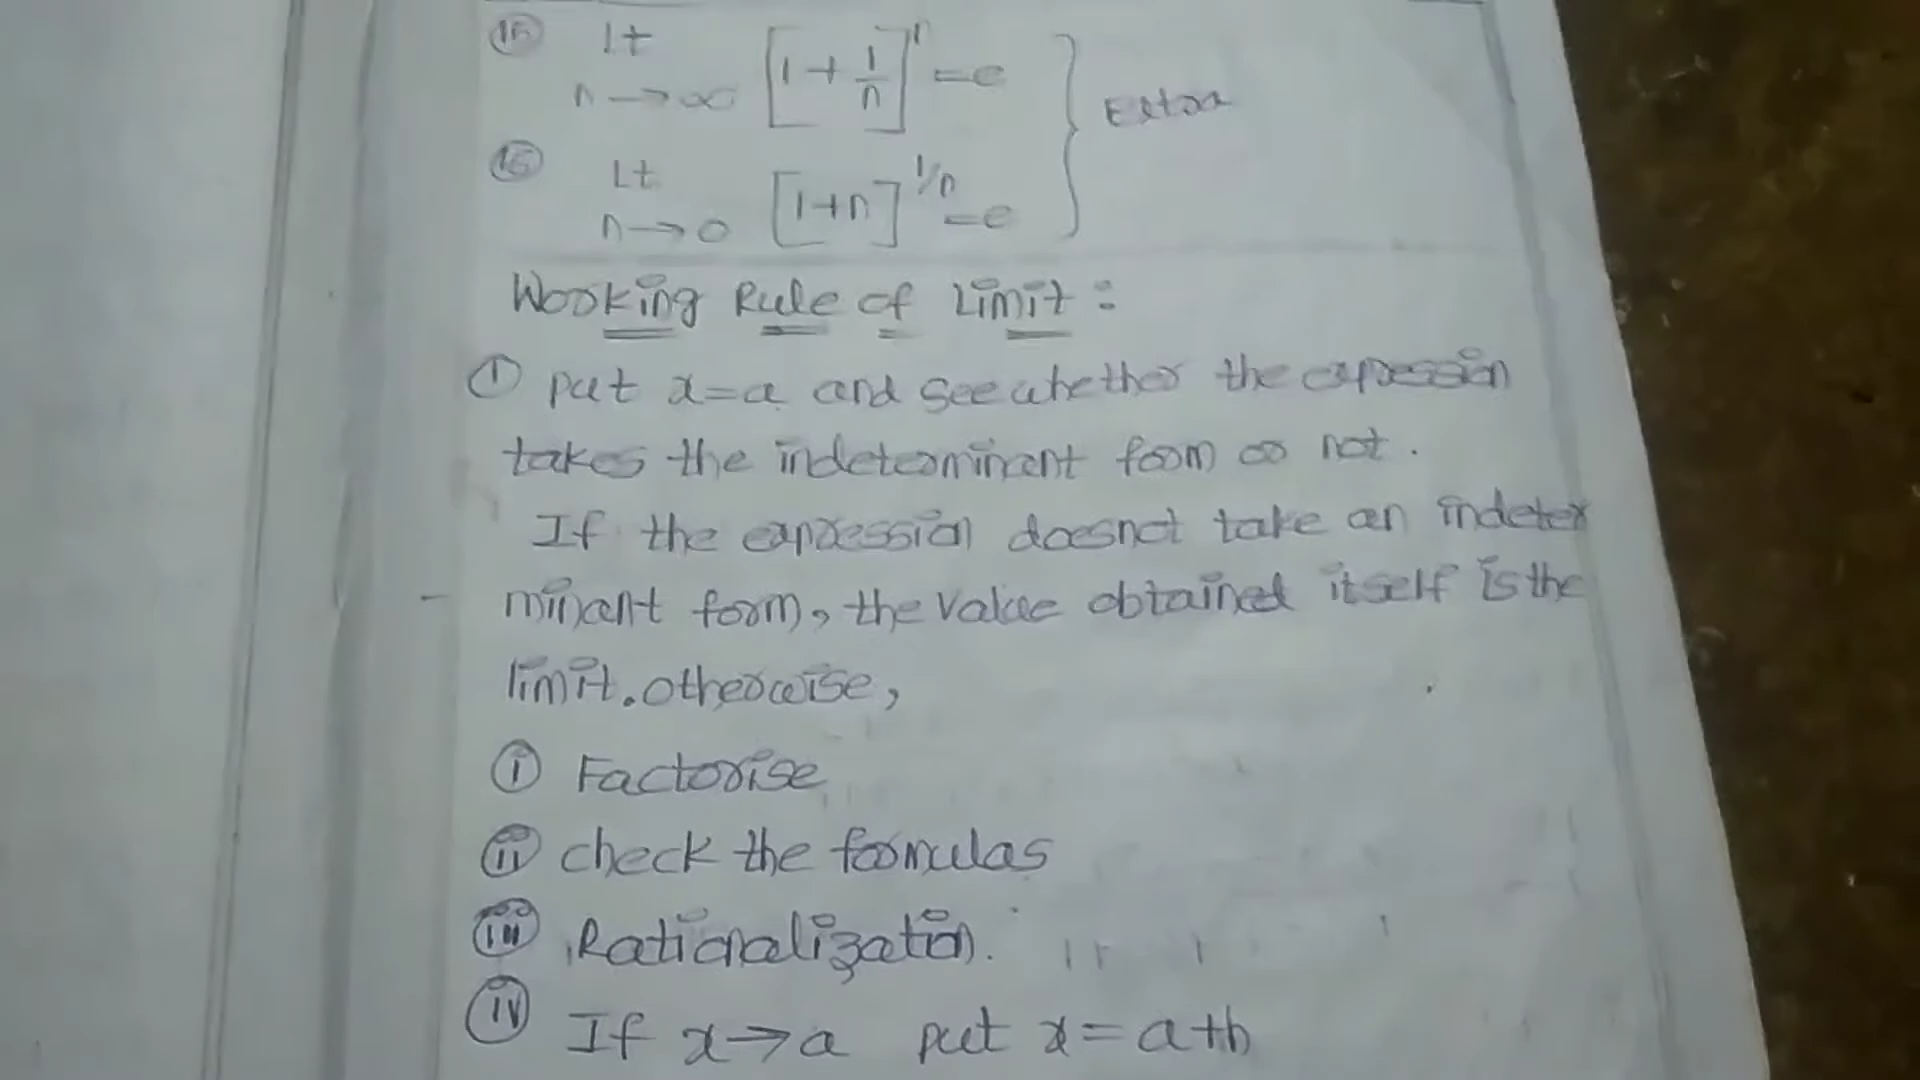 ⑮ Lt n→∞ [1 + 1/n]^n = e
⑯ Lt n→0 [1+n]^1/n = e } Extra
Working Rule of Limit :
① put x=a and see whether the expression
takes the indeterminant form or not.
If the expression doesnot take an indeter
- minant form, the value obtained itself is the
limit. otherwise,
ⓘ Factorise
ⓘⓘ check the formulas
ⓘⓘⓘ Rationalization.
ⓘⓥ If x→a put x = a+h